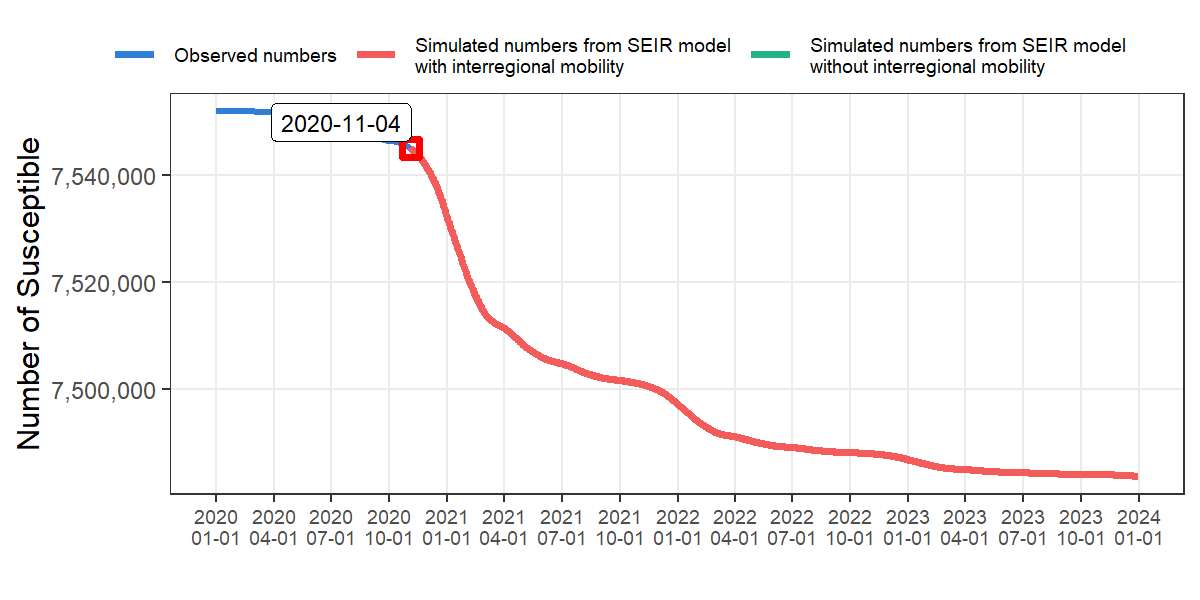 Observed numbers
Simulated numbers from SEIR model
with interregional mobility
Simulated numbers from SEIR model
without interregional mobility
2020-11-04
Number of Susceptible
7,540,000
7,520,000
7,500,000
2020 2020 2020 2020 2021 2021 2021 2021 2022 2022 2022 2022 2023 2023 2023 2023 2024
01-01 04-01 07-01 10-01 01-01 04-01 07-01 10-01 01-01 04-01 07-01 10-01 01-01 04-01 07-01 10-01 01-01